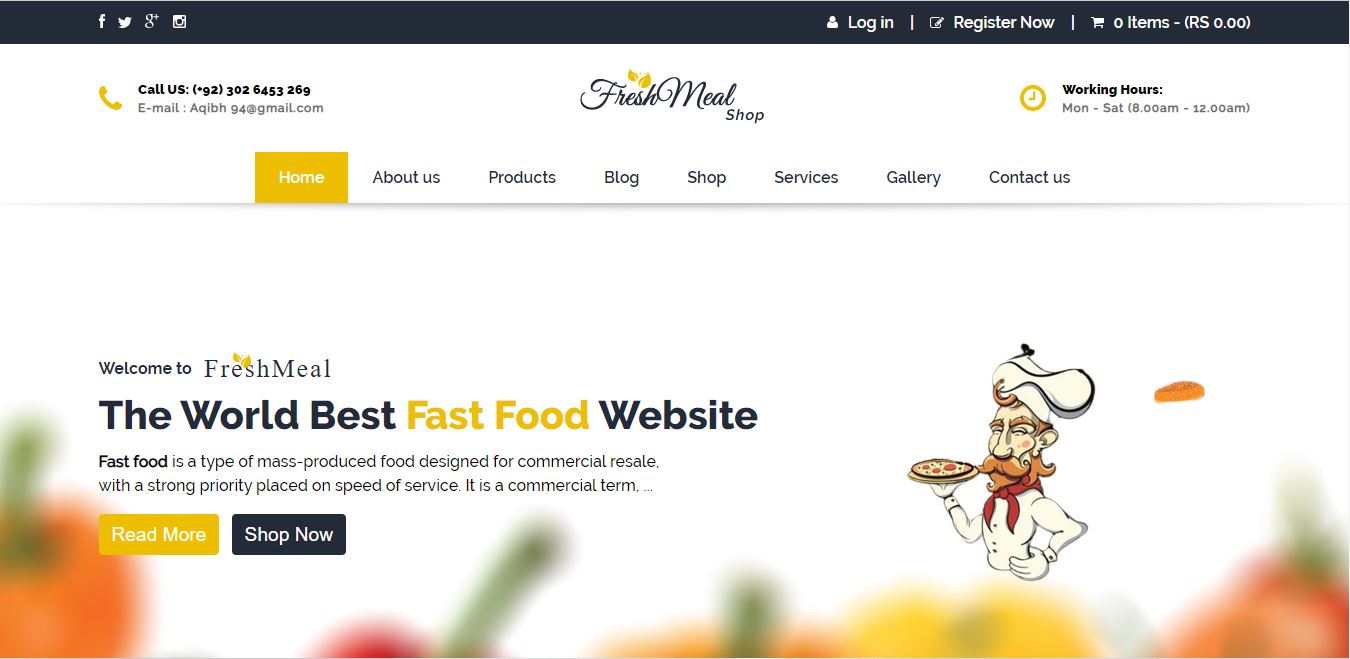 Log in | Register Now | 0 Items - (RS 0.00)
Call US: (+92) 302 6453 269
E-mail : Aqibh 94@gmail.com
FreshMeal
Shop
Working Hours:
Mon - Sat (8.00am - 12.00am)
Home About us Products Blog Shop Services Gallery Contact us
Welcome to FreshMeal
The World Best Fast Food Website
Fast food is a type of mass-produced food designed for commercial resale,
with a strong priority placed on speed of service. It is a commercial term, ...
Read More Shop Now